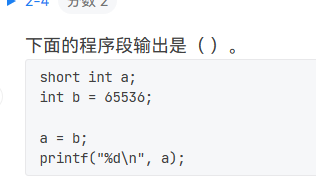 2-4 分数 2
下面的程序段输出是（ ）。
short int a;
int b = 65536;
a = b;
printf("%d\n", a);